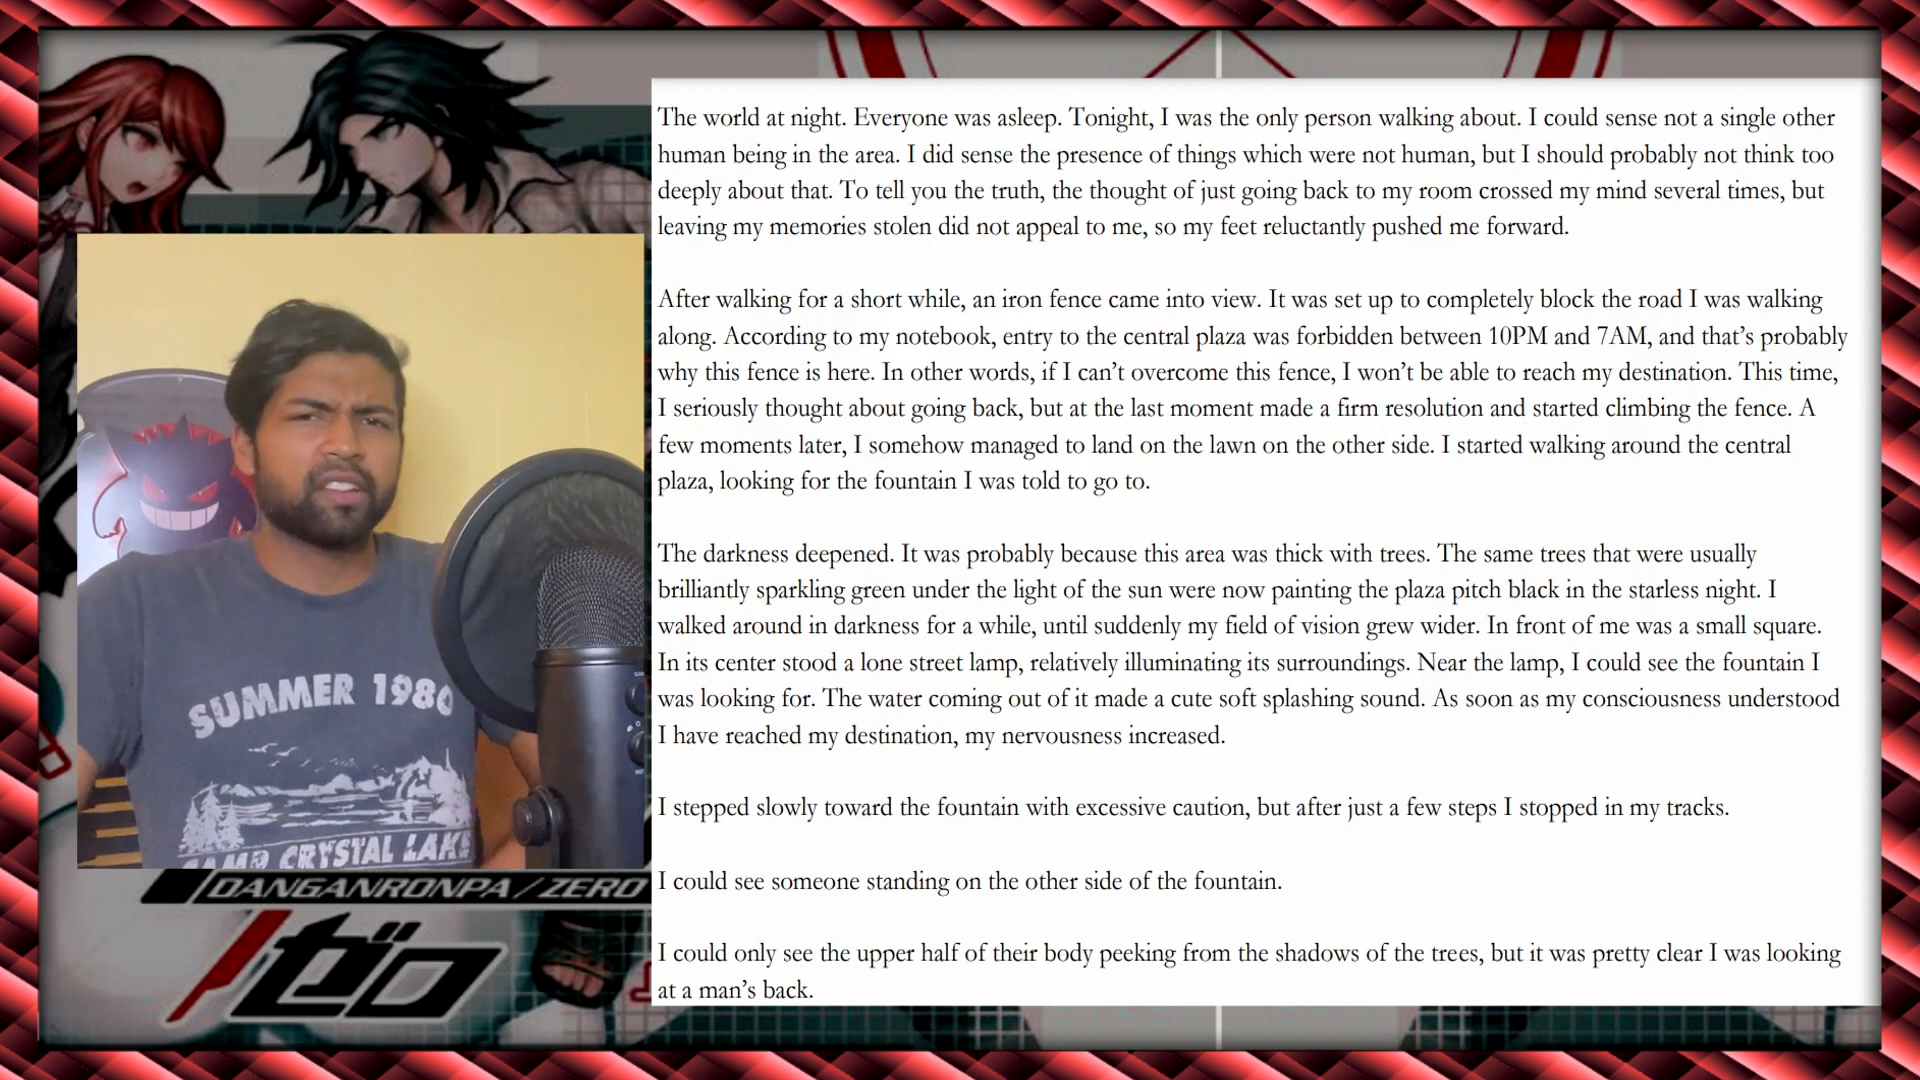 The world at night. Everyone was asleep. Tonight, I was the only person walking about. I could sense not a single other
human being in the area. I did sense the presence of things which were not human, but I should probably not think too
deeply about that. To tell you the truth, the thought of just going back to my room crossed my mind several times, but
leaving my memories stolen did not appeal to me, so my feet reluctantly pushed me forward.
After walking for a short while, an iron fence came into view. It was set up to completely block the road I was walking
along. According to my notebook, entry to the central plaza was forbidden between 10PM and 7AM, and that’s probably
why this fence is here. In other words, if I can’t overcome this fence, I won’t be able to reach my destination. This time,
I seriously thought about going back, but at the last moment made a firm resolution and started climbing the fence. A
few moments later, I somehow managed to land on the lawn on the other side. I started walking around the central
plaza, looking for the fountain I was told to go to.
The darkness deepened. It was probably because this area was thick with trees. The same trees that were usually
brilliantly sparkling green under the light of the sun were now painting the plaza pitch black in the starless night. I
walked around in darkness for a while, until suddenly my field of vision grew wider. In front of me was a small square.
In its center stood a lone street lamp, relatively illuminating its surroundings. Near the lamp, I could see the fountain I
was looking for. The water coming out of it made a cute soft splashing sound. As soon as my consciousness understood
I have reached my destination, my nervousness increased.
I stepped slowly toward the fountain with excessive caution, but after just a few steps I stopped in my tracks.
I could see someone standing on the other side of the fountain.
I could only see the upper half of their body peeking from the shadows of the trees, but it was pretty clear I was looking
at a man’s back.
SUMMER 1980
CAMP CRYSTAL LAKE
DANGANRONPA/ZERO
/ゼロ